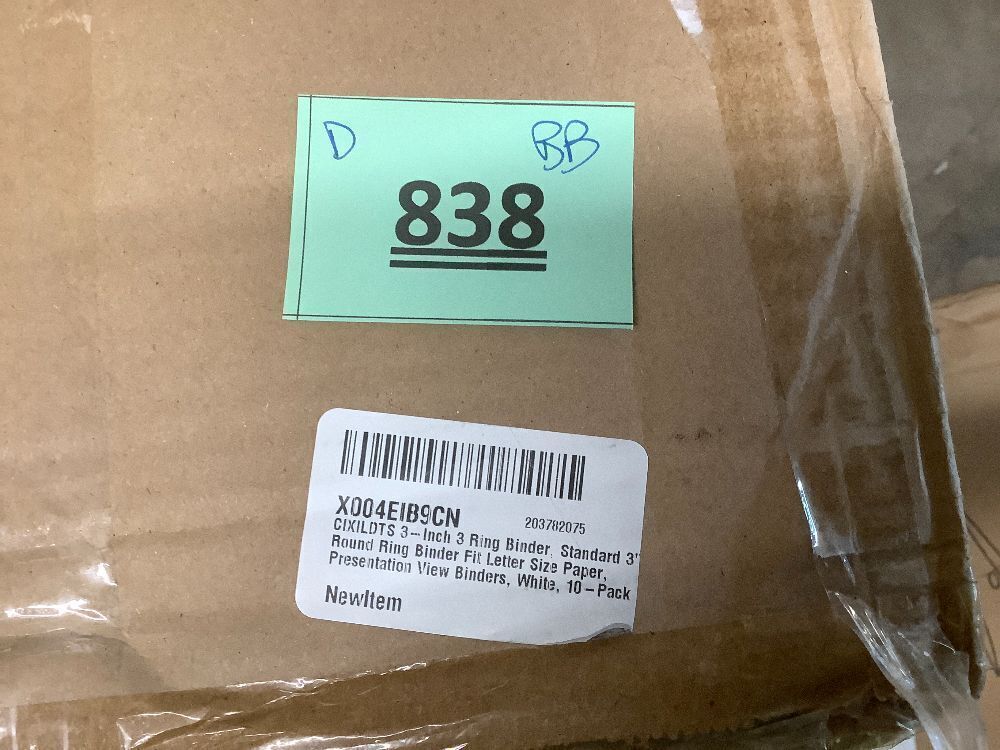 D BB
838
X004EIB9CN 203782075
CIXILDTS 3-Inch 3 Ring Binder, Standard 3"
Round Ring Binder Fit Letter Size Paper,
Presentation View Binders, White, 10-Pack
NewItem